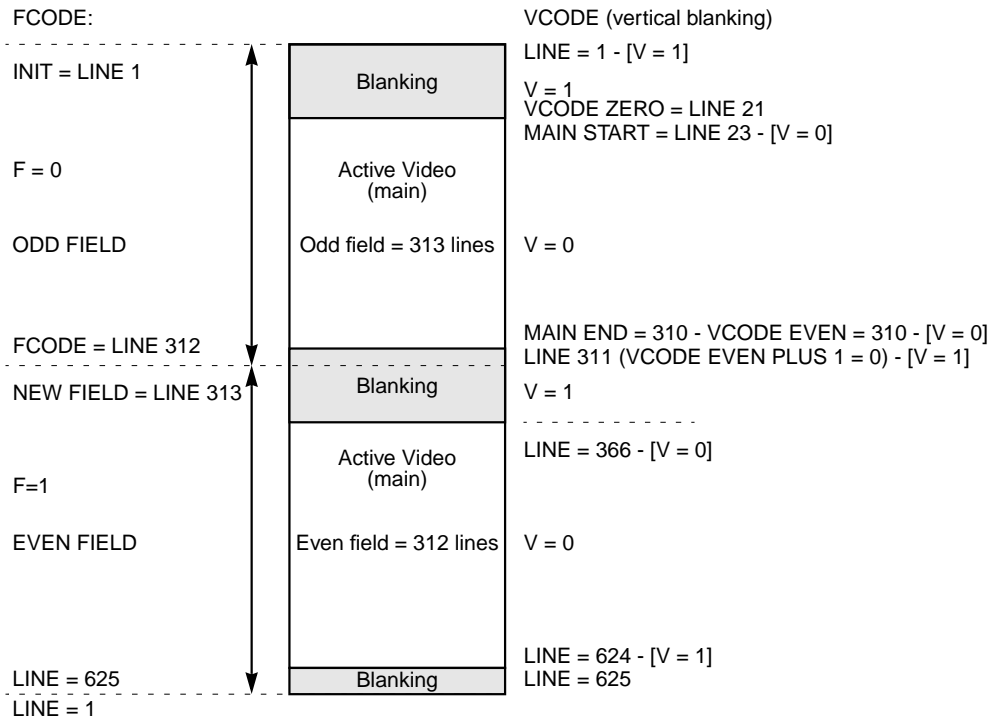 FCODE:
VCODE (vertical blanking)
LINE = 1 - [V = 1]
INIT = LINE 1
Blanking
V = 1
VCODE ZERO = LINE 21
MAIN START = LINE 23 - [V = 0]
F = 0
Active Video
(main)
ODD FIELD
Odd field = 313 lines
V = 0
MAIN END = 310 - VCODE EVEN = 310 - [V = 0]
FCODE = LINE 312
LINE 311 (VCODE EVEN PLUS 1 = 0) - [V = 1]
NEW FIELD = LINE 313
Blanking
V = 1
LINE = 366 - [V = 0]
Active Video
(main)
F=1
EVEN FIELD
Even field = 312 lines
V = 0
LINE = 624 - [V = 1]
LINE = 625
Blanking
LINE = 625
LINE = 1